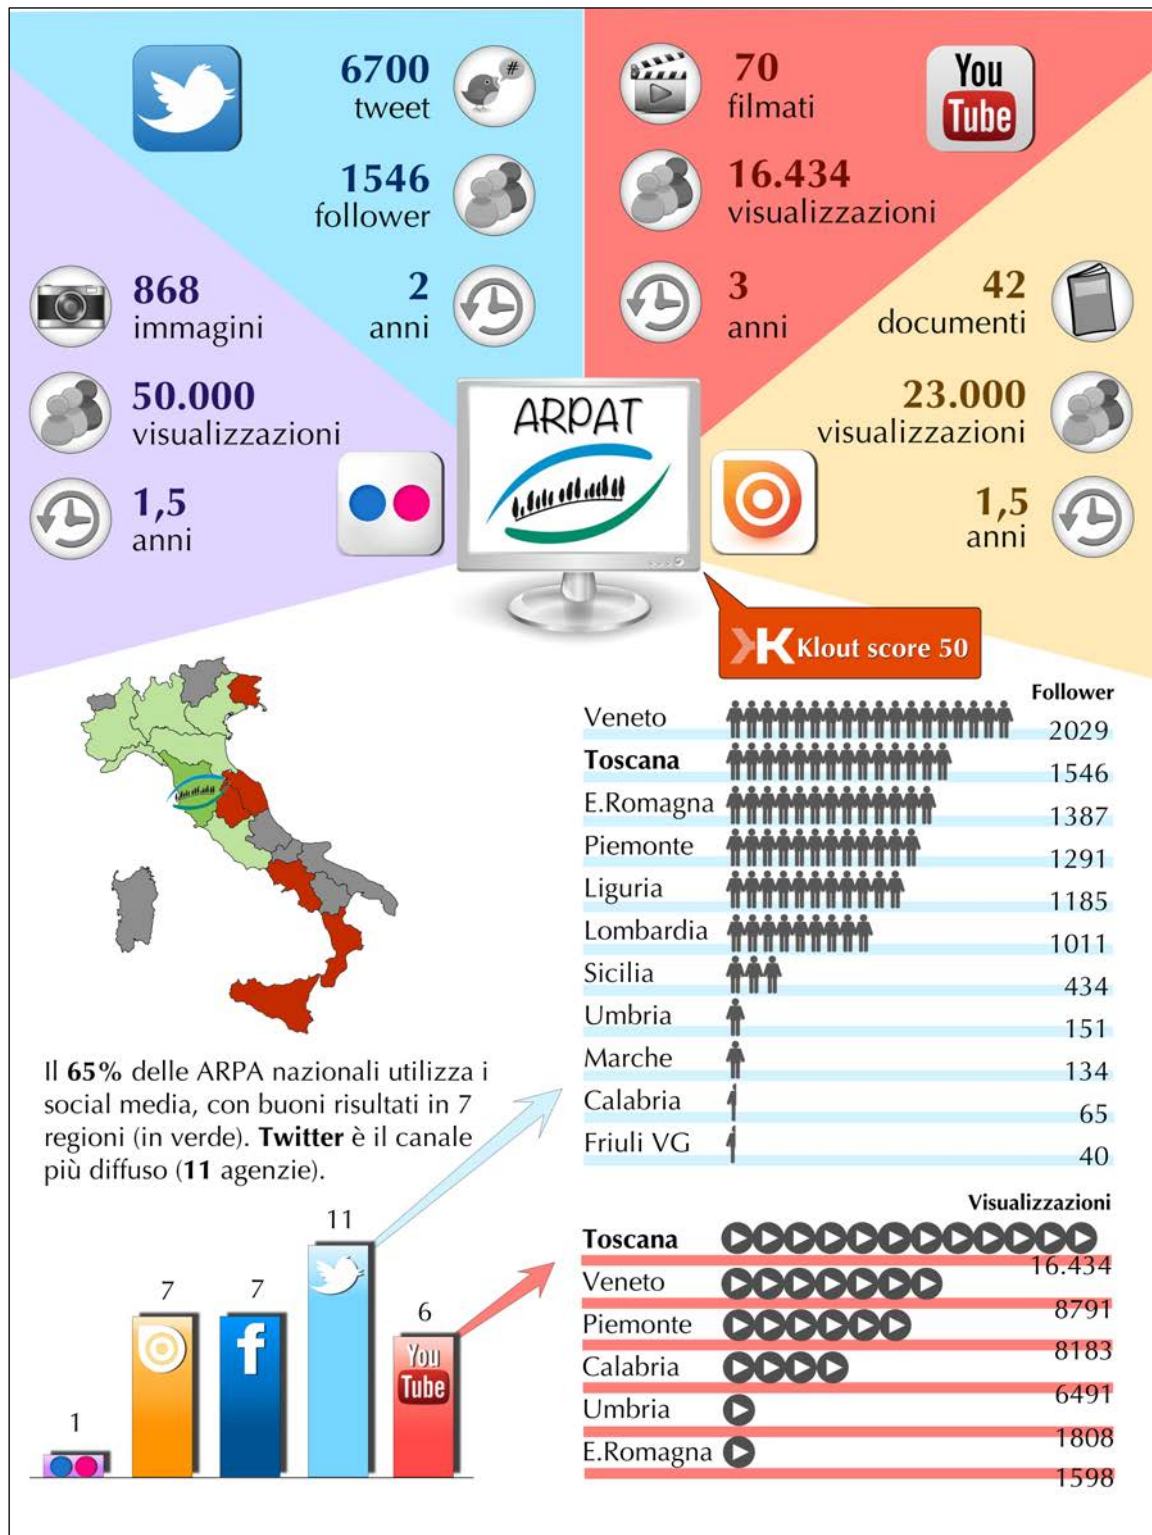 6700
tweet
#
1546
follower
2
anni
70
filmati
You
Tube
16.434
visualizzazioni
3
anni
868
immagini
50.000
visualizzazioni
1,5
anni
42
documenti
23.000
visualizzazioni
1,5
anni
ARPAT
K Klout score 50
Follower
Veneto 2029
Toscana 1546
E.Romagna 1387
Piemonte 1291
Liguria 1185
Lombardia 1011
Sicilia 434
Umbria 151
Marche 134
Calabria 65
Friuli VG 40
Il 65% delle ARPA nazionali utilizza i
social media, con buoni risultati in 7
regioni (in verde). Twitter è il canale
più diffuso (11 agenzie).
1
7
7
f
11
6
You
Tube
Visualizzazioni
Toscana 16.434
Veneto 8791
Piemonte 8183
Calabria 6491
Umbria 1808
E.Romagna 1598